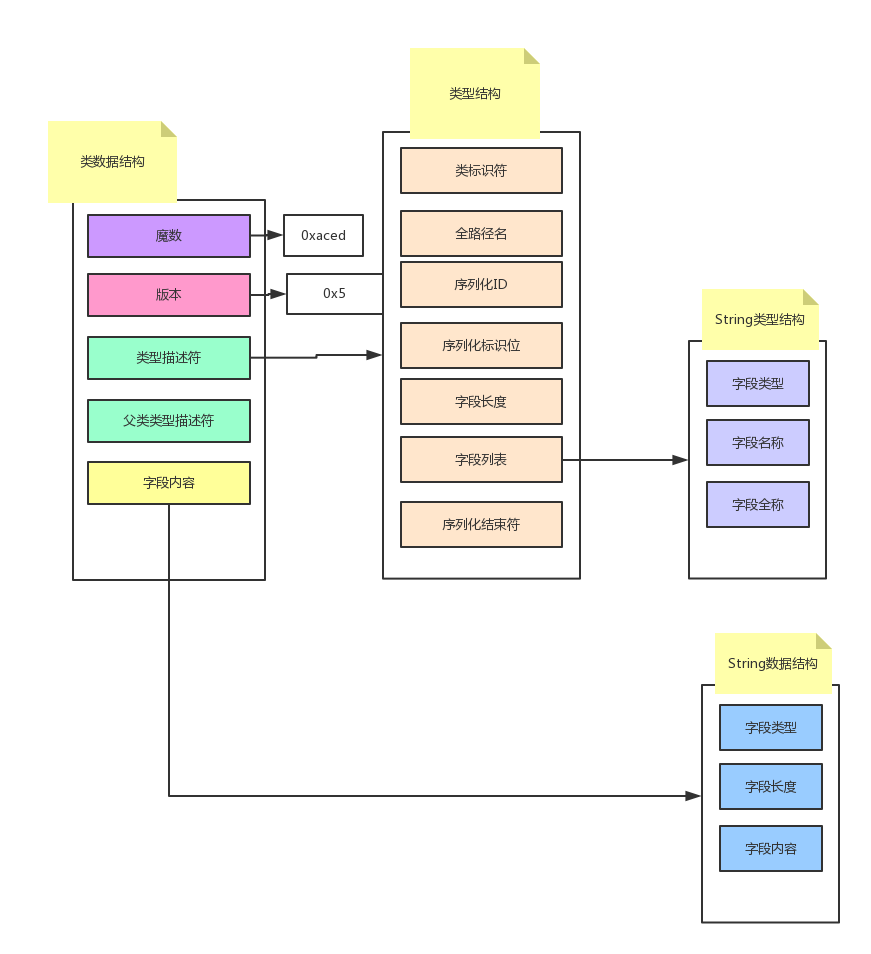 类数据结构
魔数
0xaced
版本
0x5
类型描述符
父类类型描述符
字段内容
类型结构
类标识符
全路径名
序列化ID
序列化标识位
字段长度
字段列表
序列化结束符
String类型结构
字段类型
字段名称
字段全称
String数据结构
字段类型
字段长度
字段内容